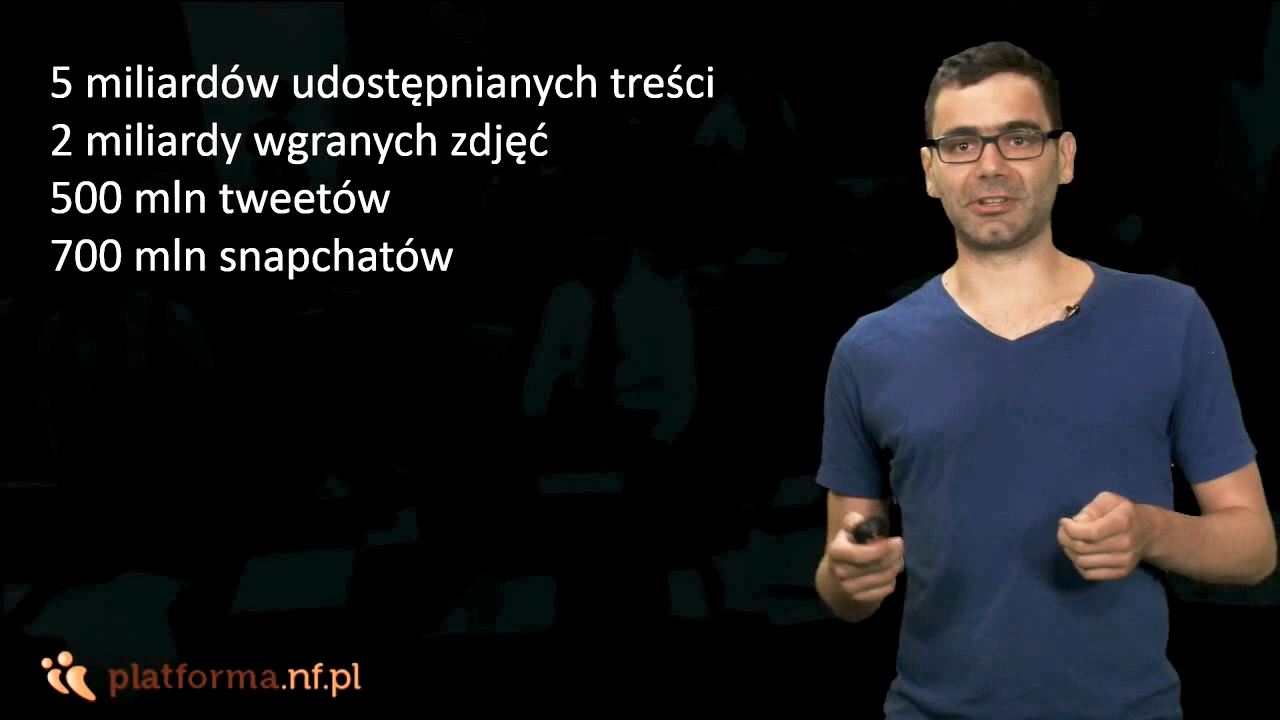 5 miliardów udostępnianych treści
2 miliardy wgranych zdjęć
500 mln tweetów
700 mln snapchatów
platforma.nf.pl